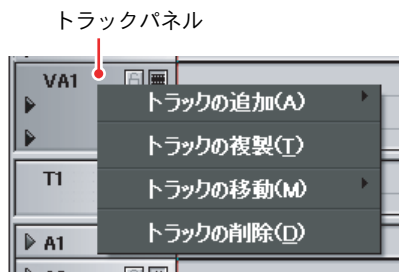 トラックパネル
VA1
トラックの追加(A)
トラックの複製(T)
T1
トラックの移動(M)
トラックの削除(D)
A1